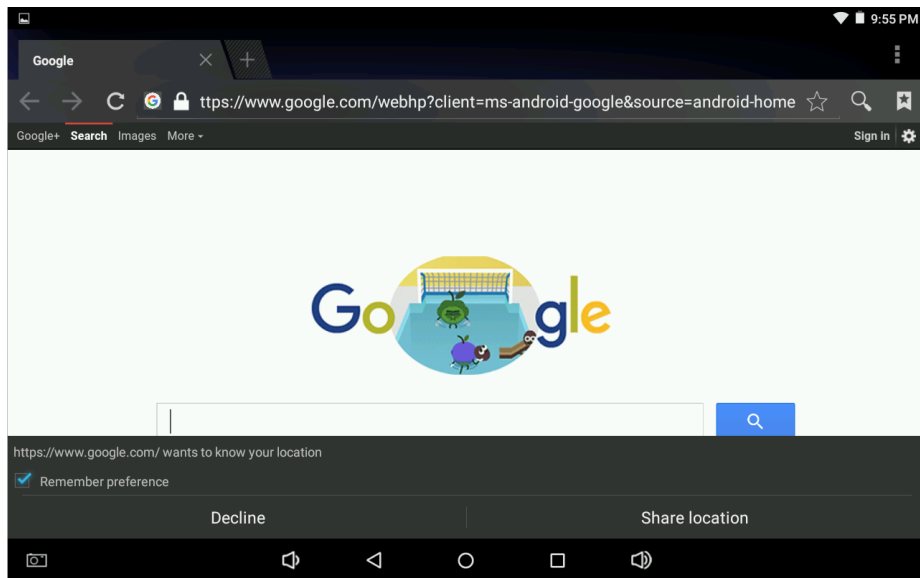 9:55 PM
Google
ttps://www.google.com/webhp?client=ms-android-google&source=android-home
Google+ Search Images More Sign in
Google
https://www.google.com/ wants to know your location
Remember preference
Decline Share location